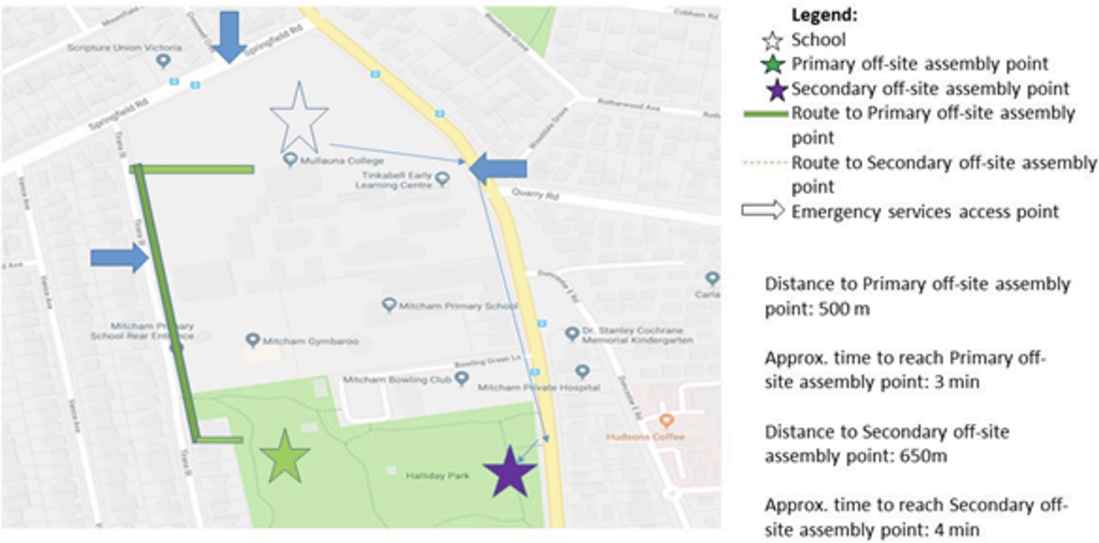 Mountfield
Springfield Rd
Cobham Rd
Scripture Union Victoria
Springfield Rd
Rotherwood Ave
Mullauna College
Tinkabell Early
Learning Centre
Quarry Rd
Mitcham Primary School
Mitcham Primary
School Rear Entrance
Mitcham Gymbaroo
Dr. Stanley Cochrane
Memorial Kindergarten
Carla
Bowling Green Ln
Mitcham Bowling Club
Mitcham Private Hospital
Hudsons Coffee
Halliday Park
Legend:
School
Primary off-site assembly point
Secondary off-site assembly point
Route to Primary off-site assembly
point
Route to Secondary off-site assembly
point
Emergency services access point
Distance to Primary off-site assembly
point: 500 m
Approx. time to reach Primary off-
site assembly point: 3 min
Distance to Secondary off-site
assembly point: 650m
Approx. time to reach Secondary off-
site assembly point: 4 min